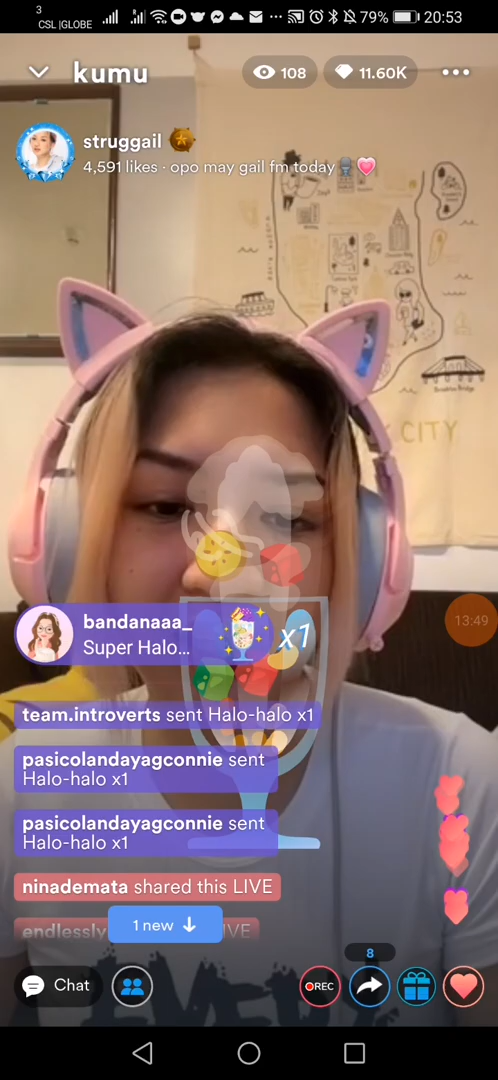 3
CSL |GLOBE
79%
20:53
kumu
108
11.60K
struggail
4,591 likes · opo may gail fm today
CITY
13:49
bandanaaa_
Super Halo...
x1
team.introverts sent Halo-halo x1
pasicolandayagconnie sent
Halo-halo x1
pasicolandayagconnie sent
Halo-halo x1
ninademata shared this LIVE
endlessly
IVE
1 new
8
Chat
REC